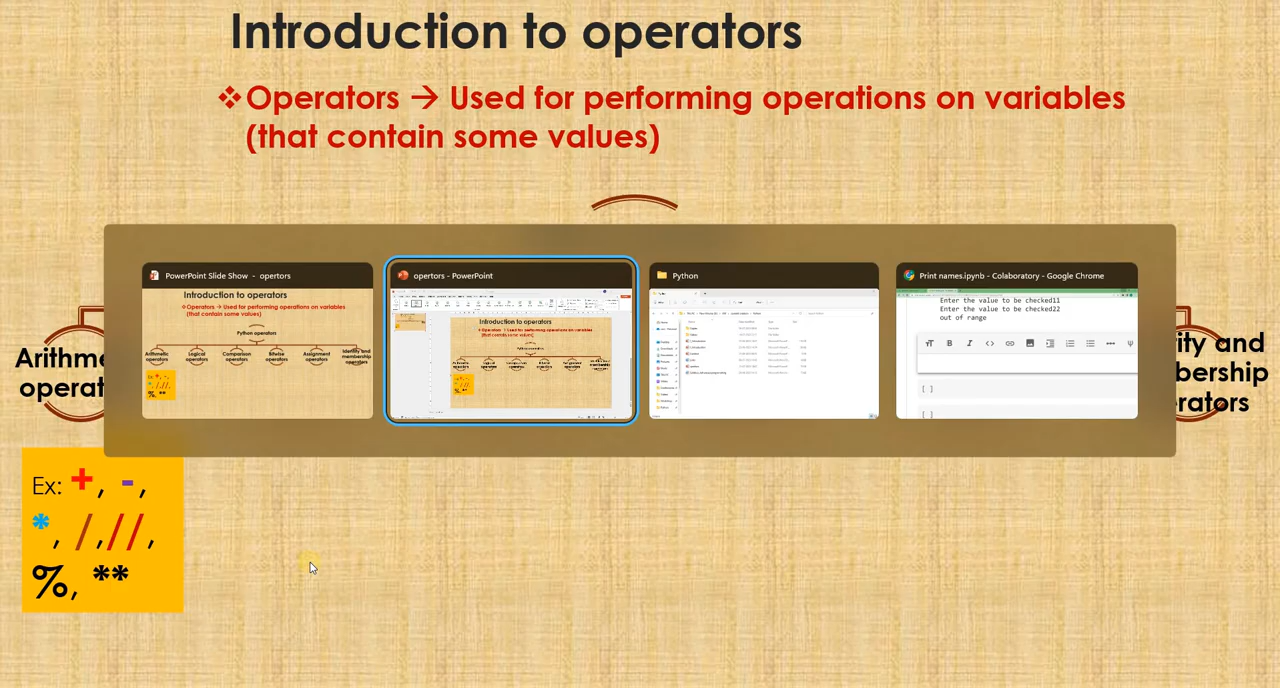 Introduction to operators
❖Operators → Used for performing operations on variables
(that contain some values)
PowerPoint Slide Show - opertors
opertors - PowerPoint
Python
Print names.ipynb - Colaboratory - Google Chrome
Introduction to operators
❖Operators → Used for performing operations on variables
(that contain some values)
Python operators
Arithmetic operators
Logical operators
Comparison operators
Bitwise operators
Assignment operators
Identity and membership operators
Introduction to operators
Enter the value to be checked11
Enter the value to be checked22
out of range
B
I
[ ]
[ ]
Arithme
operat
ity and
bership
rators
Ex: +, -,
*, / ,//,
%, **